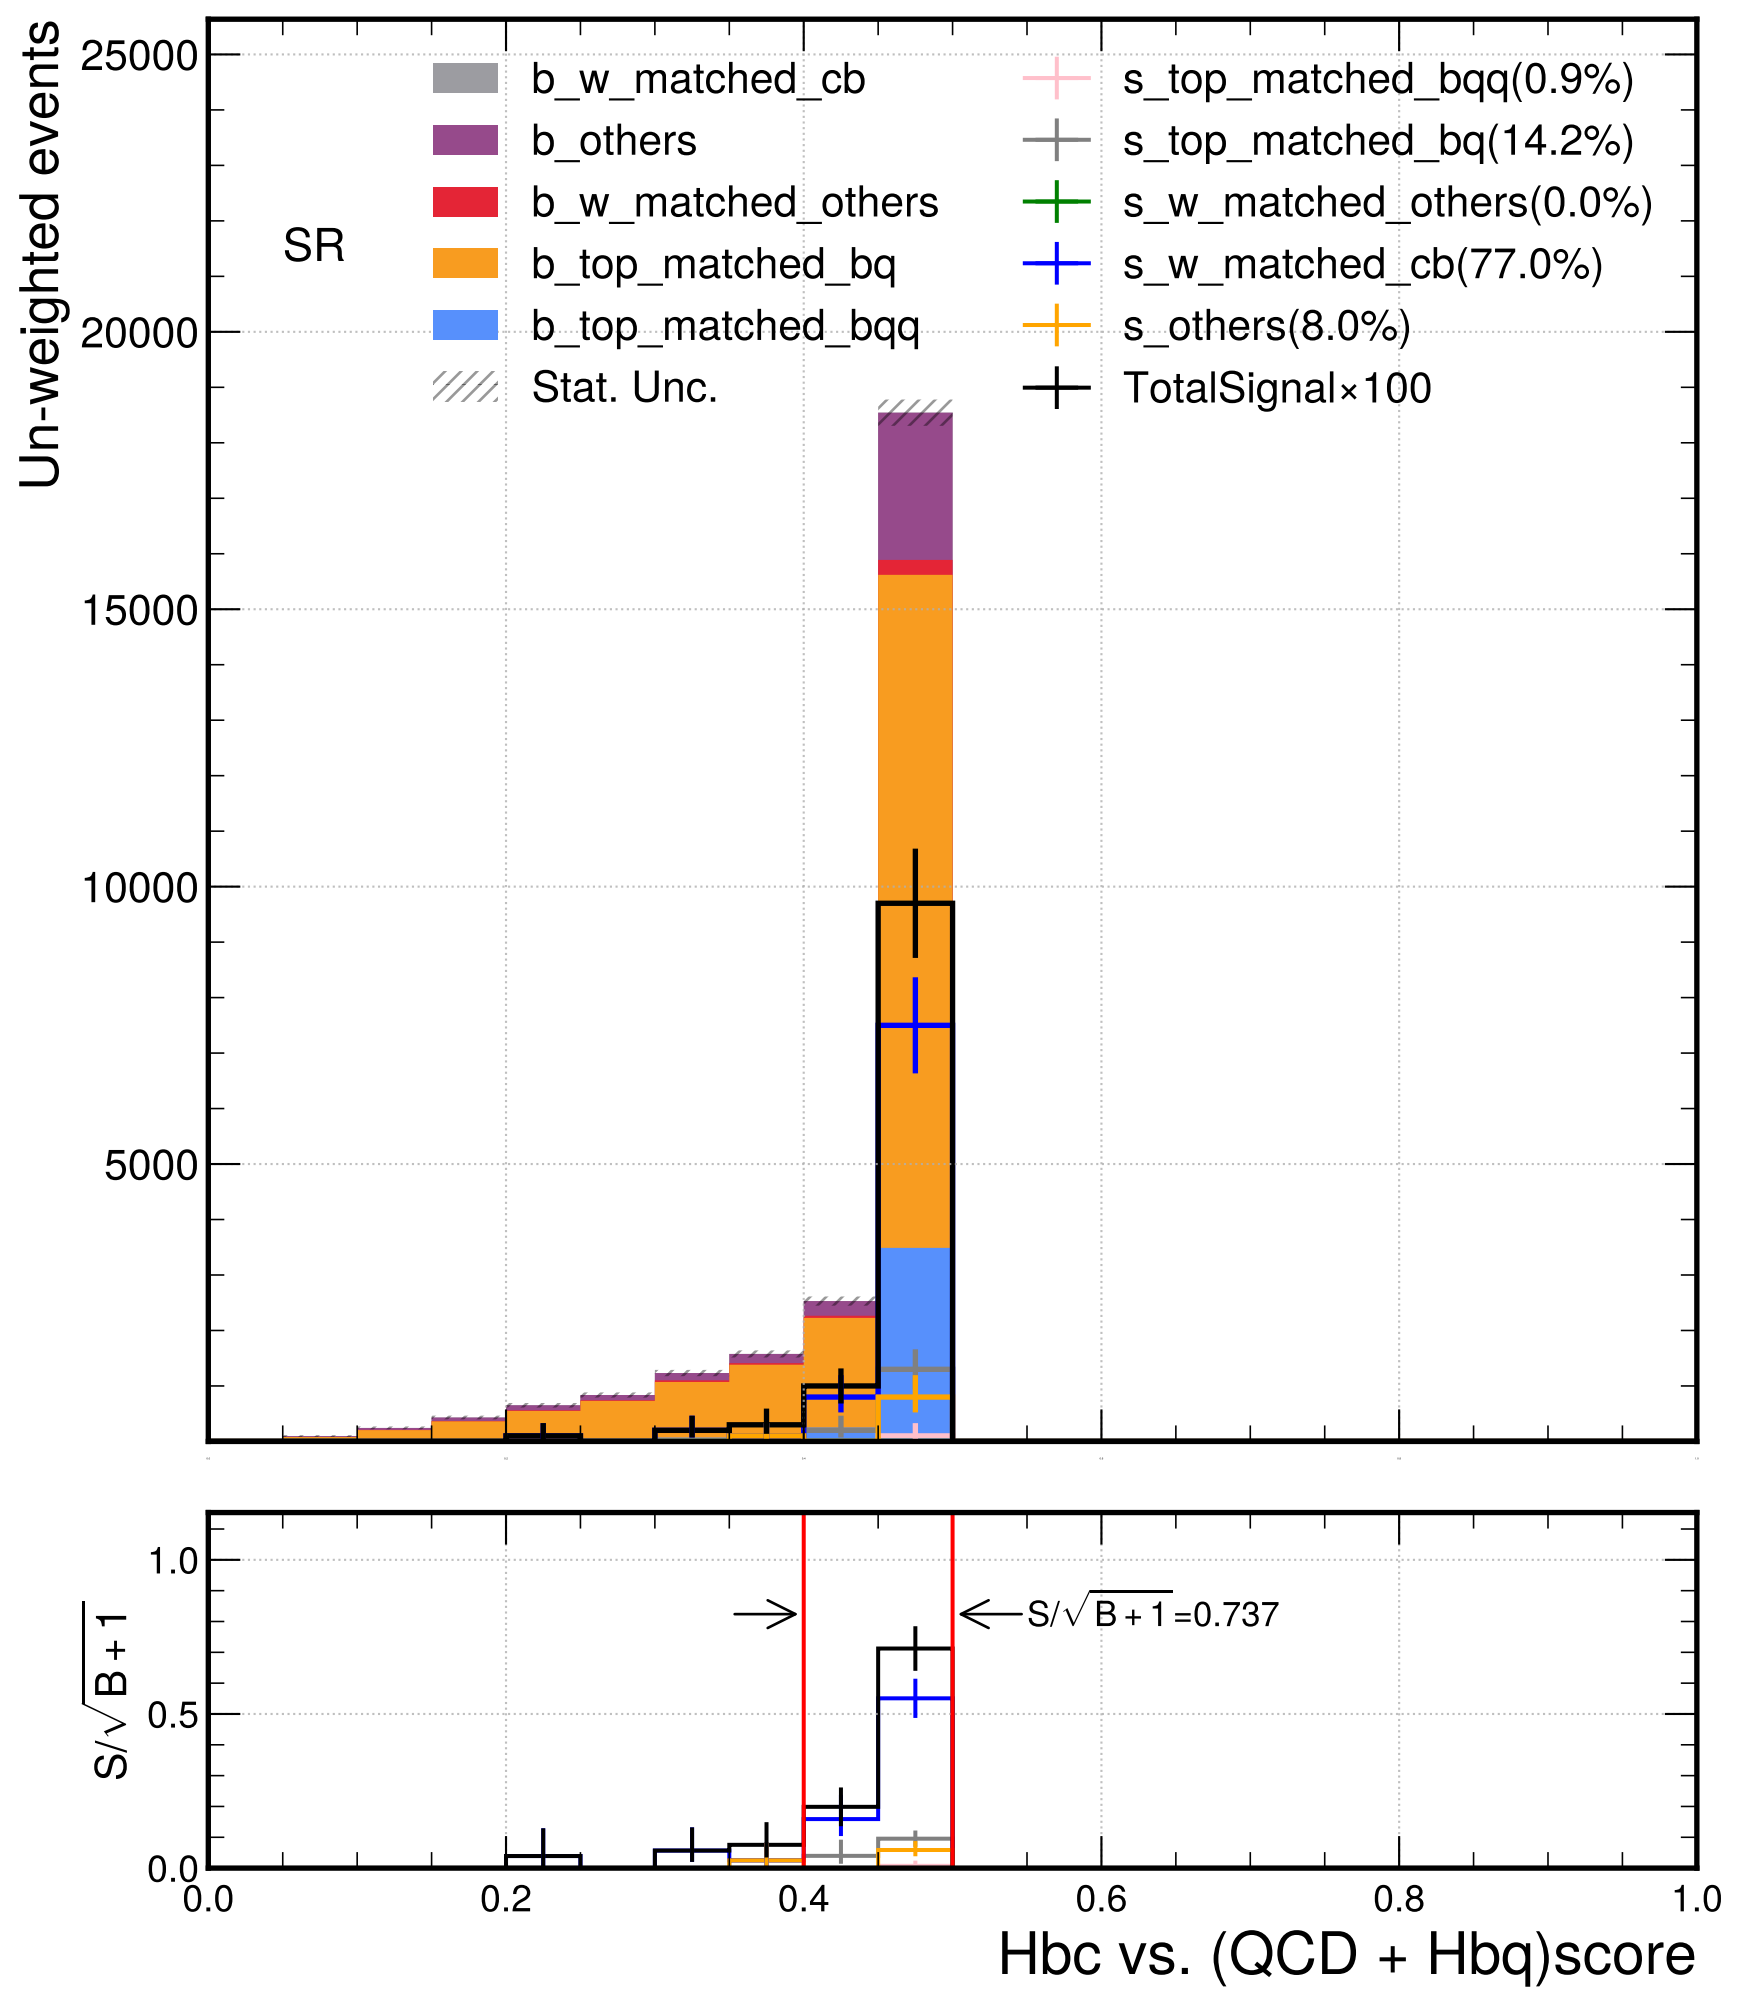 Un-weighted events
25000
20000
15000
10000
5000
SR
b_w_matched_cb
b_others
b_w_matched_others
b_top_matched_bq
b_top_matched_bqq
Stat. Unc.
s_top_matched_bqq(0.9%)
s_top_matched_bq(14.2%)
s_w_matched_others(0.0%)
s_w_matched_cb(77.0%)
s_others(8.0%)
TotalSignal×100
S/√B + 1
1.0
0.5
0.0
S/√B + 1=0.737
0.0 0.2 0.4 0.6 0.8 1.0
Hbc vs. (QCD + Hbq)score